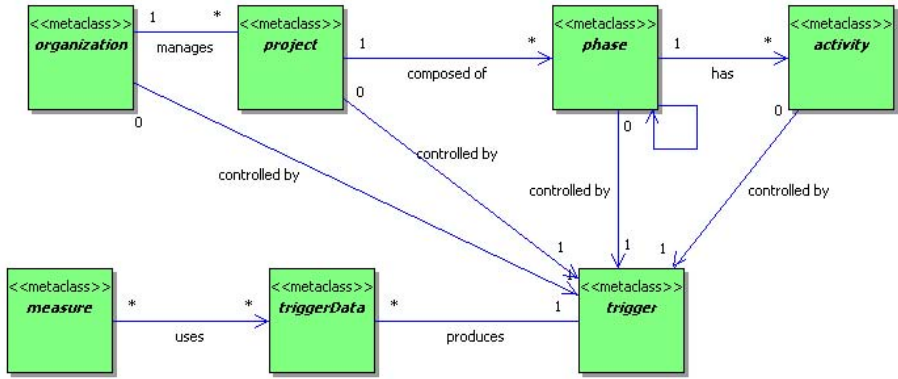 <<metaclass>>
organization
1
*
manages
<<metaclass>>
project
1
*
composed of
<<metaclass>>
phase
1
*
has
<<metaclass>>
activity
0
0
0
0
controlled by
controlled by
controlled by
controlled by
1
1
1
1
1
<<metaclass>>
measure
*
*
uses
<<metaclass>>
triggerData
*
produces
<<metaclass>>
trigger